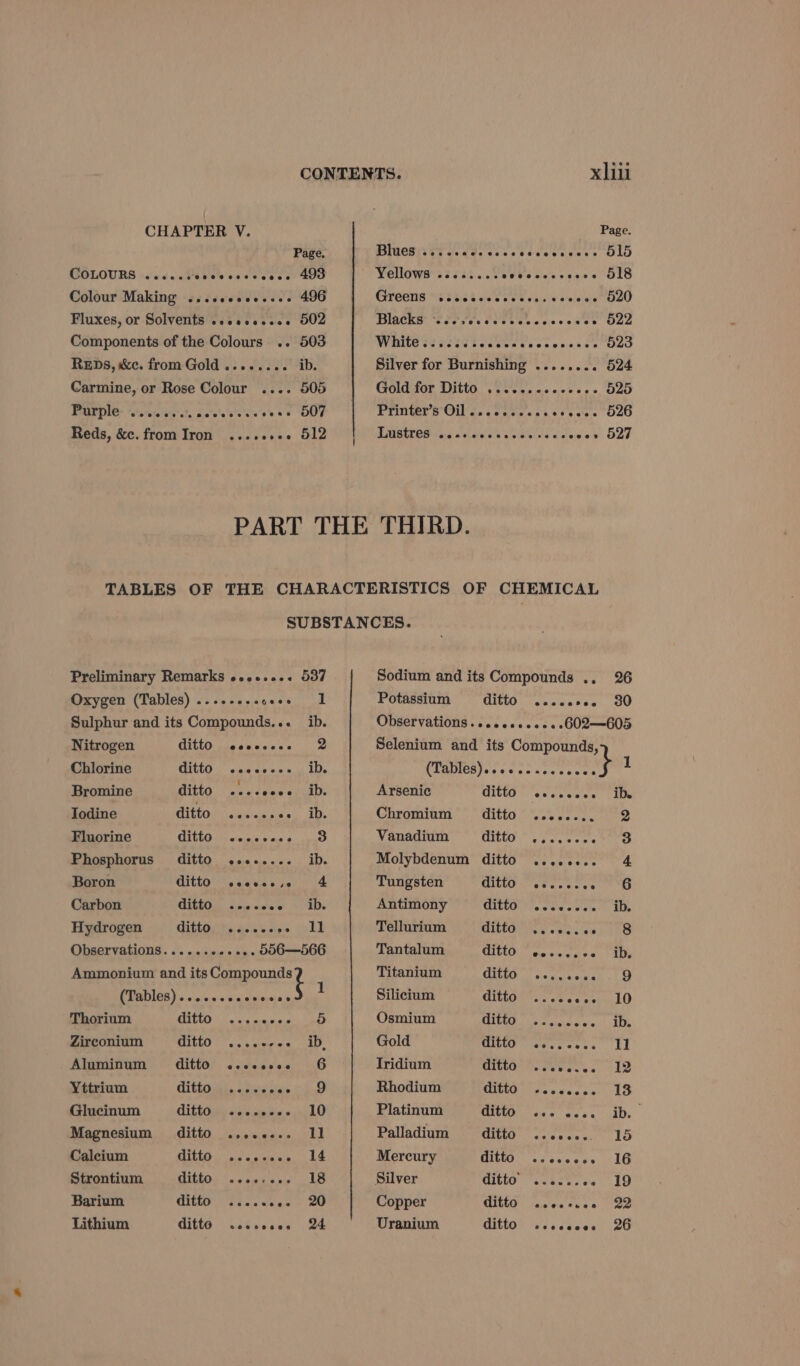 CONTENTS. xliii
CHAPTER V.
Page.
COLOURS .................... 493
Colour Making ............. 496
Fluxes, or Solvents .......... 502
Components of the Colours .. 503
REDS, &c. from Gold ........ ib.
Carmine, or Rose Colour .... 505
Purple .................... 507
Reds, &c. from Iron ........ 512
Page.
Blues ...................... 515
Yellows .................... 518
Greens .................... 520
Blacks .................... 522
White ...................... 523
Silver for Burnishing ........ 524
Gold for Ditto .............. 525
Printer's Oil ................ 526
Lustres .................... 527
PART THE THIRD.
TABLES OF THE CHARACTERISTICS OF CHEMICAL
SUBSTANCES.
Preliminary Remarks ........ 537
Oxygen (Tables) ............ 1
Sulphur and its Compounds... ib.
Nitrogen ditto ........ 2
Chlorine ditto ........ ib.
Bromine ditto ........ ib.
Iodine ditto ........ ib.
Fluorine ditto ........ 3
Phosphorus ditto ........ ib.
Boron ditto ........ 4
Carbon ditto ....... ib.
Hydrogen ditto ........ 11
Observations............ 556—566
Ammonium and its Compounds
(Tables) .............. } 1
Thorium ditto ........ 5
Zirconium ditto ........ ib.
Aluminum ditto ........ 6
Yttrium ditto ........ 9
Glucinum ditto ........ 10
Magnesium ditto ........ 11
Calcium ditto ........ 14
Strontium ditto ........ 18
Barium ditto ........ 20
Lithium ditto ........ 24
Sodium and its Compounds .. 26
Potassium ditto ........ 30
Observations............602—605
Selenium and its Compounds,
(Tables).............. } 1
Arsenic ditto ........ ib.
Chromium ditto ........ 2
Vanadium ditto ........ 3
Molybdenum ditto ........ 4
Tungsten ditto ........ 6
Antimony ditto ........ ib.
Tellurium ditto ........ 8
Tantalum ditto ........ ib.
Titanium ditto ........ 9
Silicium ditto ........ 10
Osmium ditto ........ ib.
Gold ditto ........ 11
Iridium ditto ........ 12
Rhodium ditto ........ 13
Platinum ditto ... .... ib.
Palladium ditto ....... 15
Mercury ditto ........ 16
Silver ditto ........ 19
Copper ditto ........ 22
Uranium ditto ........ 26